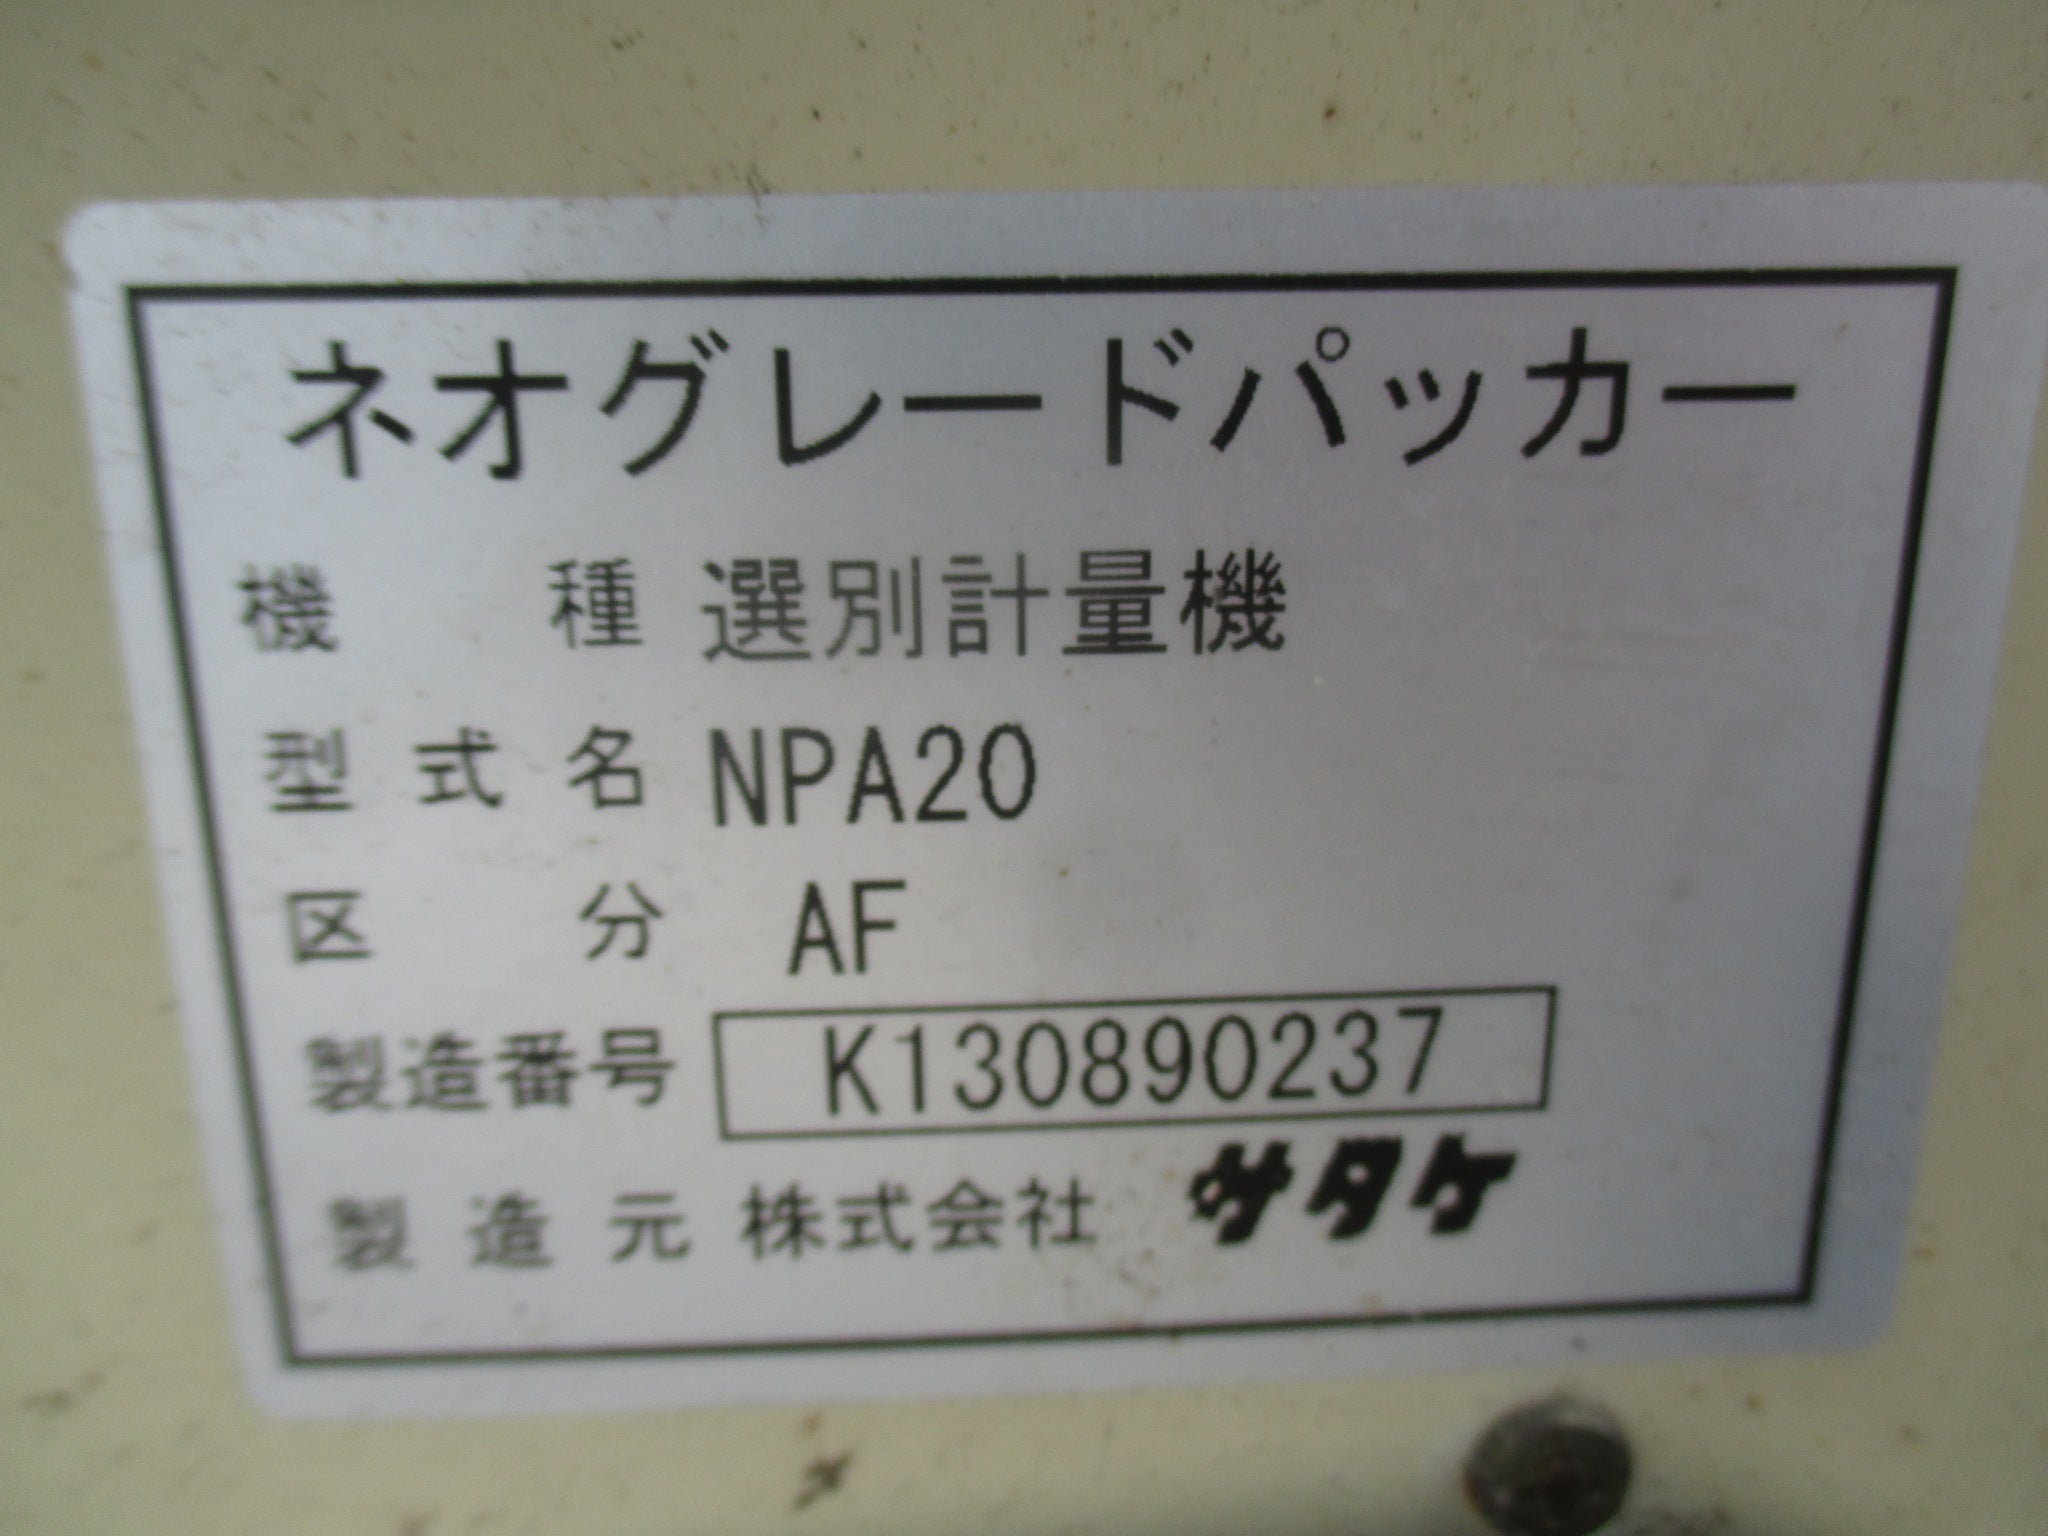 ネオグレードパッカー
機種 選別計量機
型式名 NPA20
区分 AF
製造番号 K130890237
製造元 株式会社 サタケ